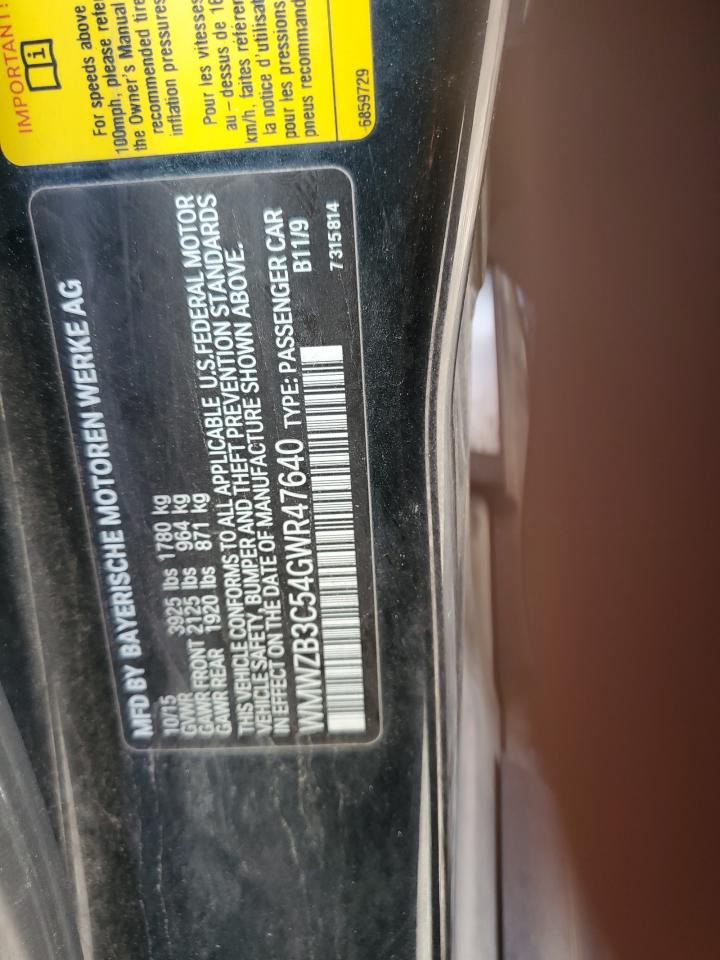 IMPORTANT!
For speeds above
100mph, please refe
the Owner's Manual
recommended tire
inflation pressures
Pour les vitesses
au-dessus de 16
km/h, faites référen
la notice d'utilisat
pour les pressions
pneus recommand
6859729
MFD BY BAYERISCHE MOTOREN WERKE AG
10/15
GVWR 3925 lbs 1780 kg
GAWR FRONT 2125 lbs 964 kg
GAWR REAR 1920 lbs 871 kg
THIS VEHICLE CONFORMS TO ALL APPLICABLE U.S.FEDERAL MOTOR
VEHICLE SAFETY, BUMPER AND THEFT PREVENTION STANDARDS
IN EFFECT ON THE DATE OF MANUFACTURE SHOWN ABOVE.
WMWZB3C54GWR47640 TYPE: PASSENGER CAR
B11/9
7315814